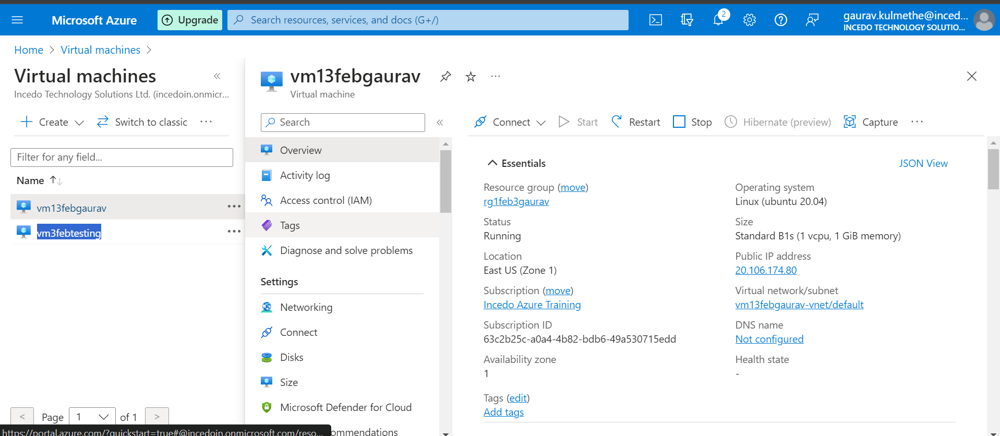 Microsoft Azure
Upgrade
Search resources, services, and docs (G+/)
2
gaurav.kulmethe@inced...
INCEDO TECHNOLOGY SOLUTIO...
Home > Virtual machines >
Virtual machines
«
Incedo Technology Solutions Ltd. (incedoin.onmicr...
Create
Switch to classic
...
Filter for any field...
Name
vm13febgaurav
...
vm3febtesting
...
< Page 1 of 1 >
https://portal.azure.com/?quickstart=true#@incedoin.onmicrosoft.com/reso...
vm13febgaurav
...
Virtual machine
Search
«
Overview
Activity log
Access control (IAM)
Tags
Diagnose and solve problems
Settings
Networking
Connect
Disks
Size
Microsoft Defender for Cloud
ommendations
Connect
Start
Restart
Stop
Hibernate (preview)
Capture
...
Essentials
JSON View
Resource group (move)
rg1feb3gaurav
Status
Running
Location
East US (Zone 1)
Subscription (move)
Incedo Azure Training
Subscription ID
63c2b25c-a0a4-4b82-bdb6-49a530715edd
Availability zone
1
Operating system
Linux (ubuntu 20.04)
Size
Standard B1s (1 vcpu, 1 GiB memory)
Public IP address
20.106.174.80
Virtual network/subnet
vm13febgaurav-vnet/default
DNS name
Not configured
Health state
-
Tags (edit)
Add tags